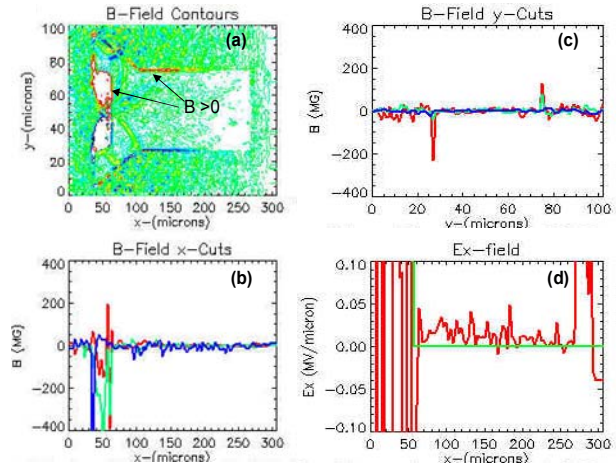 B-Field Contours
(a)
B >0
100
80
60
40
20
0
y-(microns)
0 50 100 150 200 250 300
x-(microns)
B-Field y-Cuts
(c)
400
200
0
-200
-400
B (MG)
0 20 40 60 80 100
y-(microns)
B-Field x-Cuts
(b)
400
200
0
-200
-400
B (MG)
0 50 100 150 200 250 300
x-(microns)
Ex-field
(d)
0.10
0.05
0.00
-0.05
-0.10
Ex (MV/micron)
0 50 100 150 200 250 300
x-(microns)